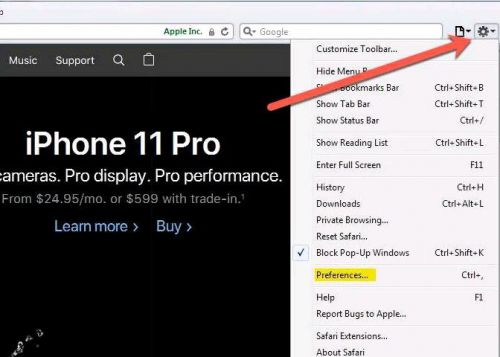 Apple Inc.
Google
Customize Toolbar...
Music Support
Hide Menu
Bookmarks Bar Ctrl+Shift+B
Show Tab Bar Ctrl+Shift+T
Show Status Bar Ctrl+/
Show Reading List Ctrl+Shift+L
iPhone 11 Pro
Enter Full Screen F11
cameras. Pro display. Pro performance.
History Ctrl+H
From $24.95/mo. or $599 with trade-in.¹
Downloads Ctrl+Alt+L
Private Browsing...
Learn more > Buy >
Reset Safari...
✓ Block Pop-Up Windows Ctrl+Shift+K
Preferences... Ctrl+,
Help F1
Report Bugs to Apple...
Safari Extensions...
About Safari